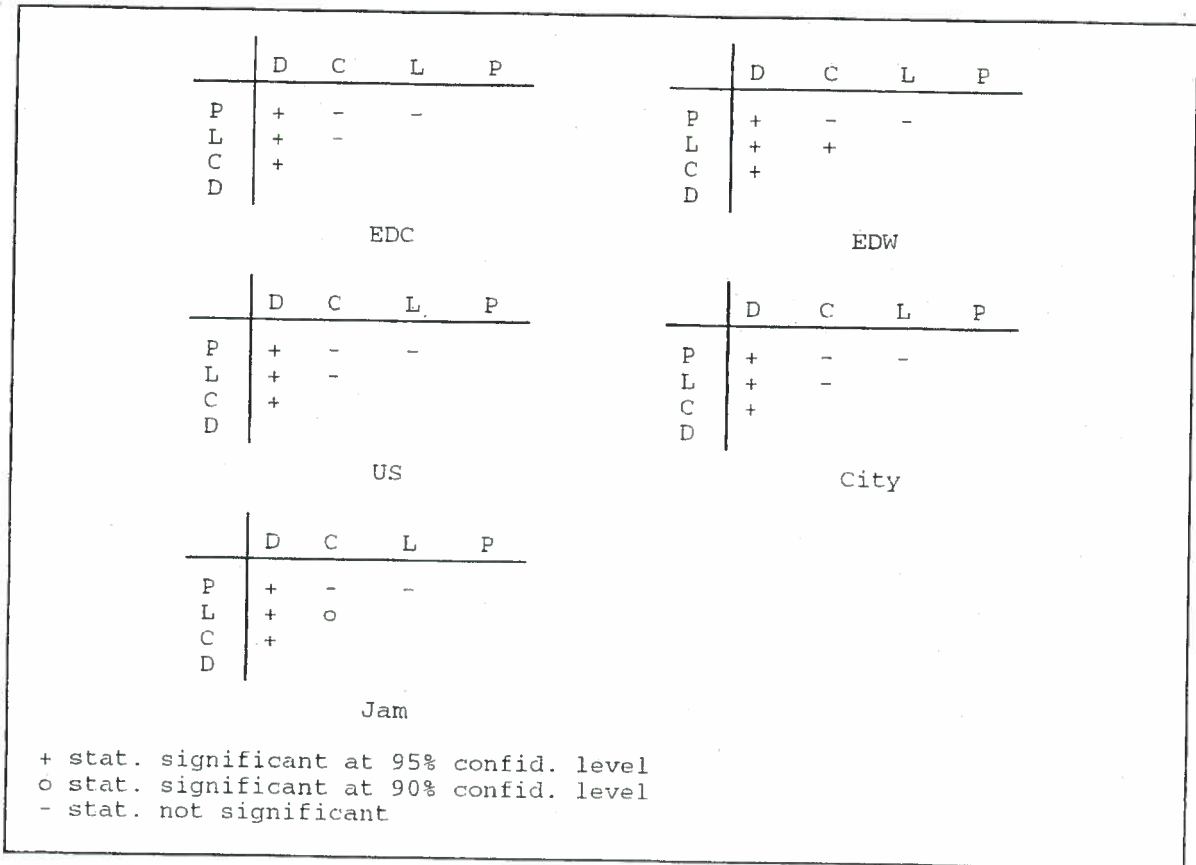 D C L P
P + - -
L + -
C +
D
EDC
D C L P
P + - -
L + +
C +
D
EDW
D C L P
P + - -
L + -
C +
D
US
D C L P
P + - -
L + -
C +
D
City
D C L P
P + - -
L + o
C +
D
Jam
+ stat. significant at 95% confid. level
o stat. significant at 90% confid. level
- stat. not significant